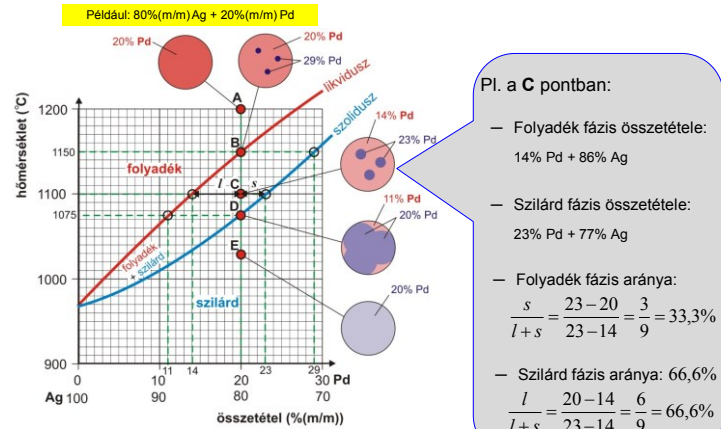 Például: 80%(m/m) Ag + 20%(m/m) Pd
20% Pd
20% Pd
29% Pd
likvidusz
szolidusz
hőmérséklet (°C)
1200
1150
1100
1075
1000
900
A
B
C
D
E
l
s
folyadék
folyadék
+ szilárd
szilárd
14% Pd
23% Pd
11% Pd
20% Pd
20% Pd
11 14 23 29
0 10 20 30 Pd
Ag 100 90 80 70
összetétel (%(m/m))
Pl. a C pontban:
– Folyadék fázis összetétele:
14% Pd + 86% Ag
– Szilárd fázis összetétele:
23% Pd + 77% Ag
– Folyadék fázis aránya:
s/(l+s) = (23–20)/(23–14) = 3/9 = 33,3%
– Szilárd fázis aránya: 66,6%
l/(l+s) = (20–14)/(23–14) = 6/9 = 66,6%